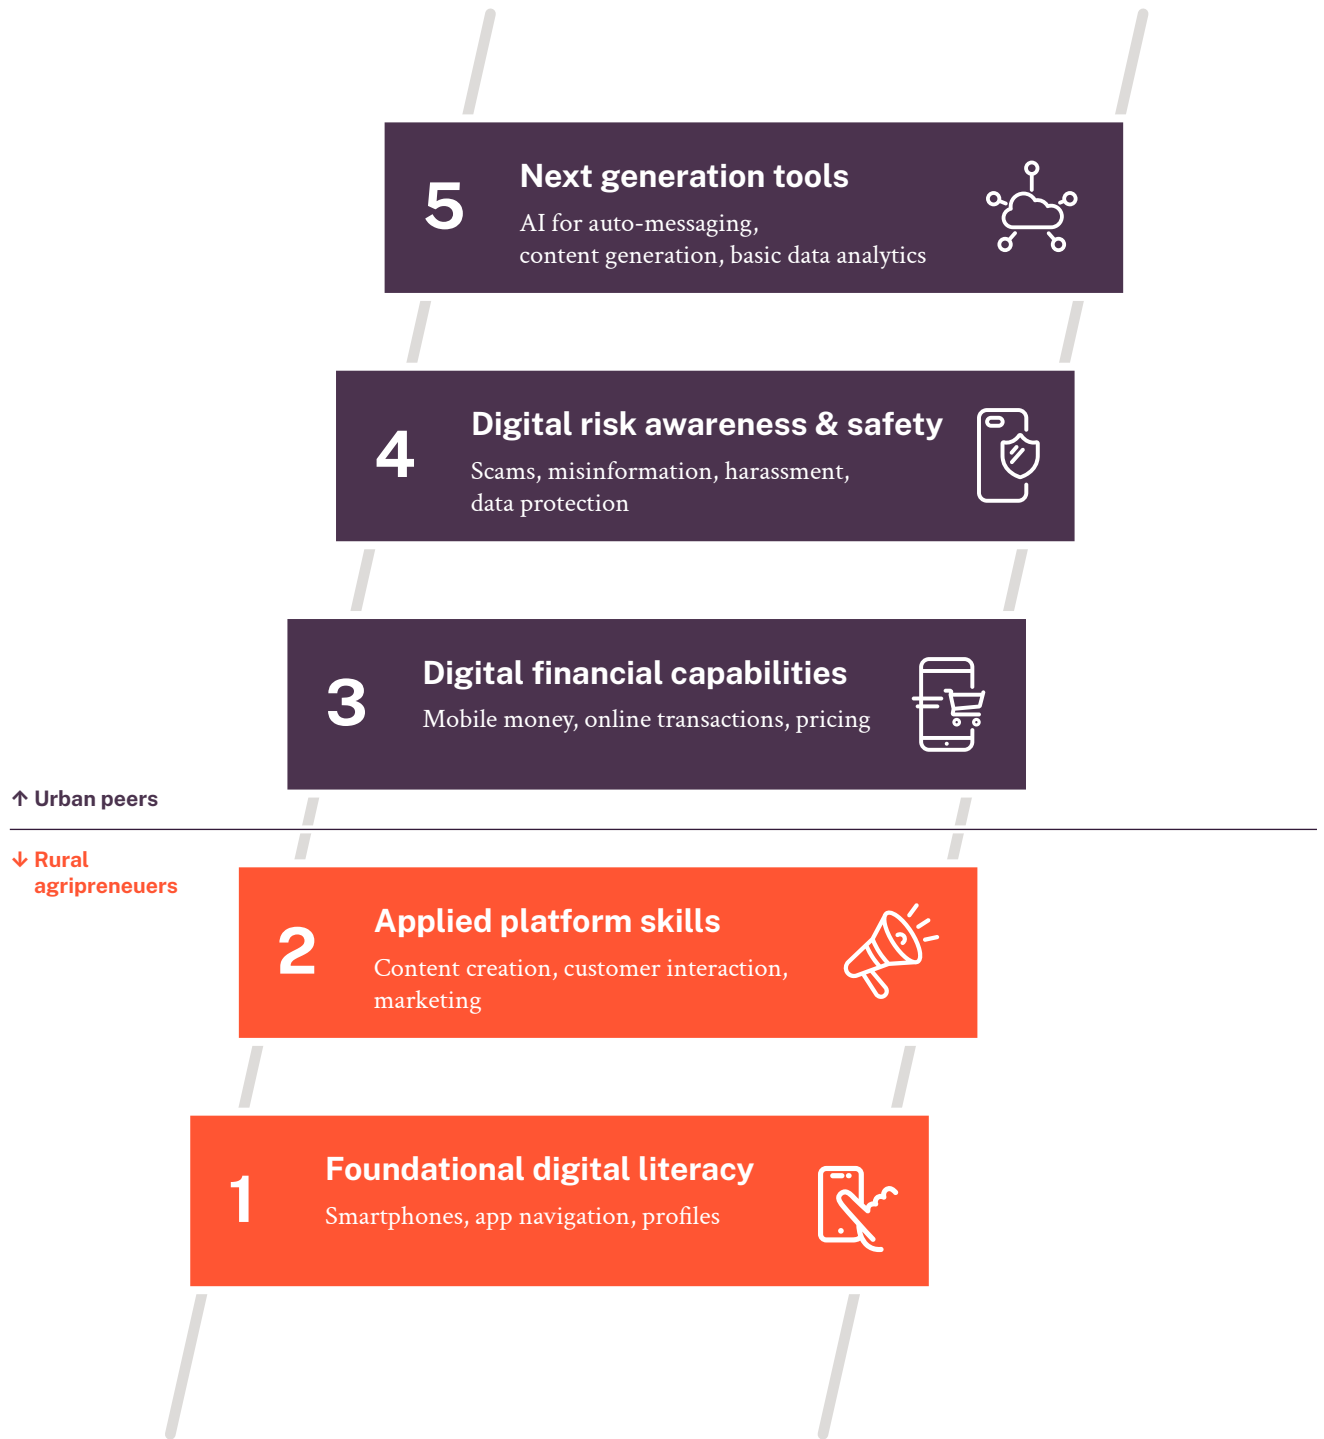 5
Next generation tools
AI for auto-messaging,
content generation, basic data analytics
4
Digital risk awareness & safety
Scams, misinformation, harassment,
data protection
3
Digital financial capabilities
Mobile money, online transactions, pricing
↑ Urban peers
↓ Rural
agripreneuers
2
Applied platform skills
Content creation, customer interaction,
marketing
1
Foundational digital literacy
Smartphones, app navigation, profiles